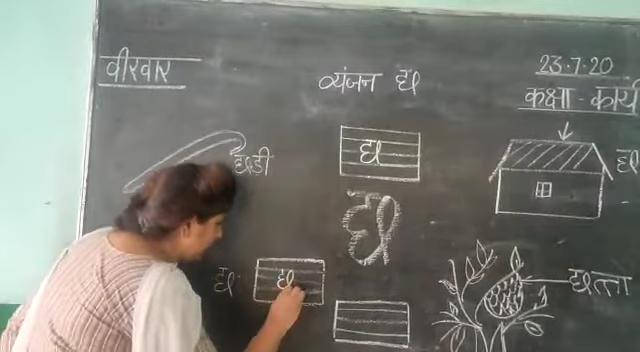 वीरवार
व्यंजन छ
23.7.20
कक्षा - कार्य
छड़ी
छ
छ
छ
छ
छ
छत्ता